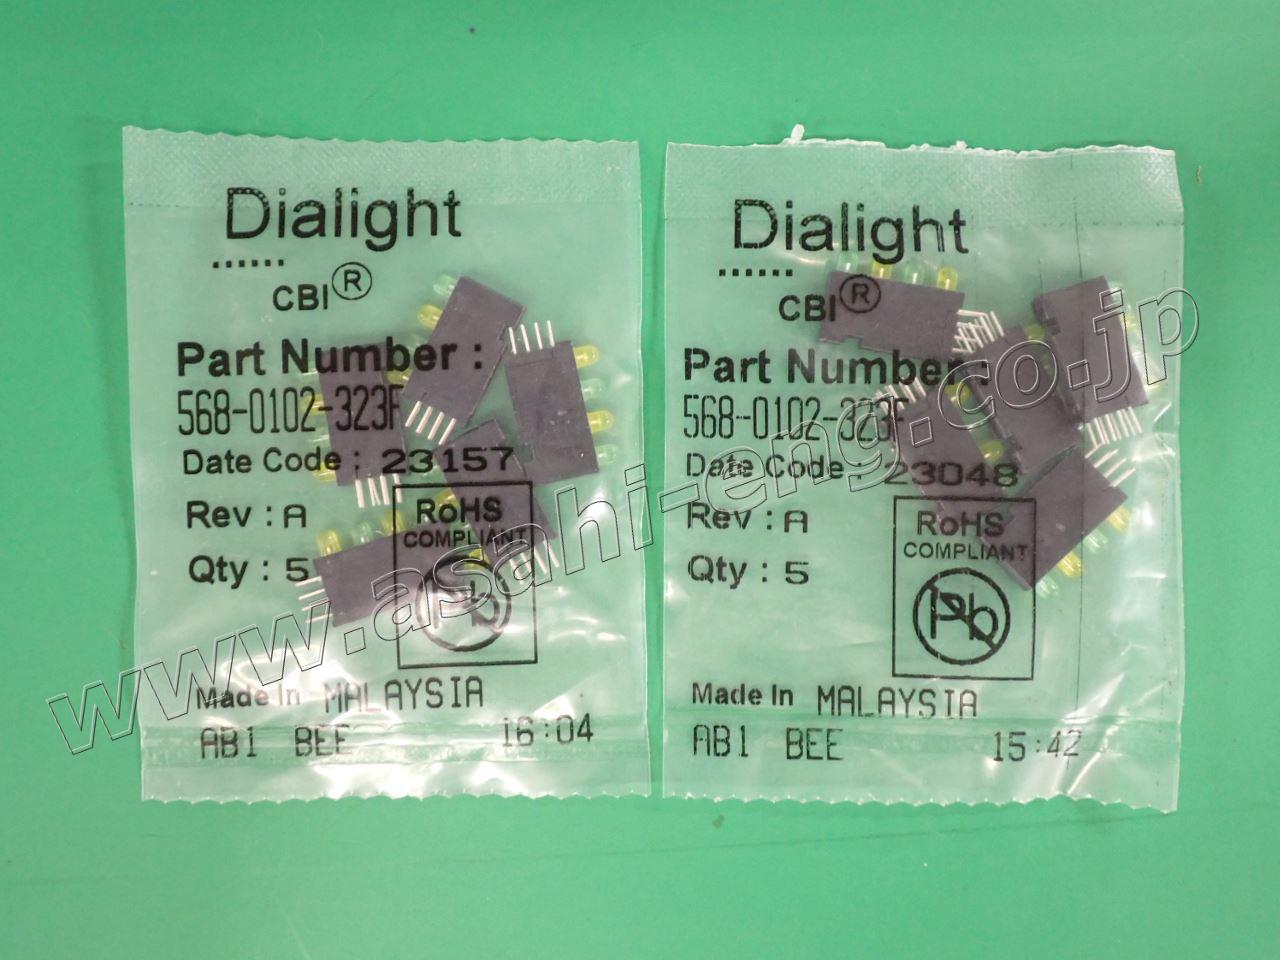 Dialight
CBI®
Part Number :
568-0102-323F
Date Code : 23157
Rev : A
Qty : 5
RoHS
COMPLIANT
Pb
Made In MALAYSIA
AB1 BEE 16:04
Dialight
CBI®
Part Number :
568-0102-323F
Date Code : 23048
Rev : A
Qty : 5
RoHS
COMPLIANT
Pb
Made In MALAYSIA
AB1 BEE 15:42
www.asahi-eng.co.jp